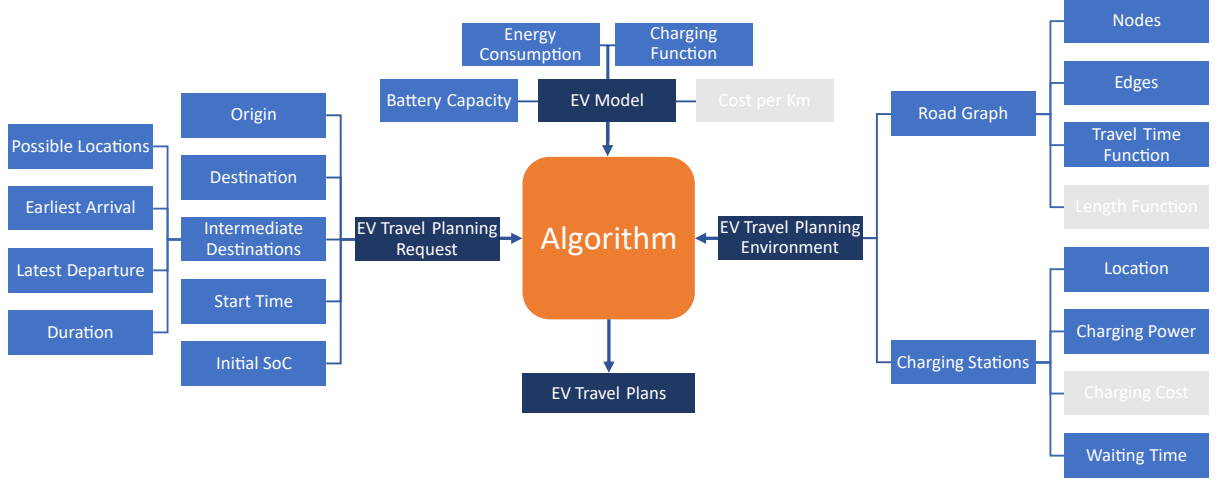 Energy
Consumption
Charging
Function
Battery Capacity
EV Model
Cost per Km
Origin
Destination
Intermediate
Destinations
Start Time
Initial SoC
Possible Locations
Earliest Arrival
Latest Departure
Duration
EV Travel Planning
Request
Algorithm
EV Travel Planning
Environment
EV Travel Plans
Road Graph
Nodes
Edges
Travel Time
Function
Length Function
Charging Stations
Location
Charging Power
Charging Cost
Waiting Time